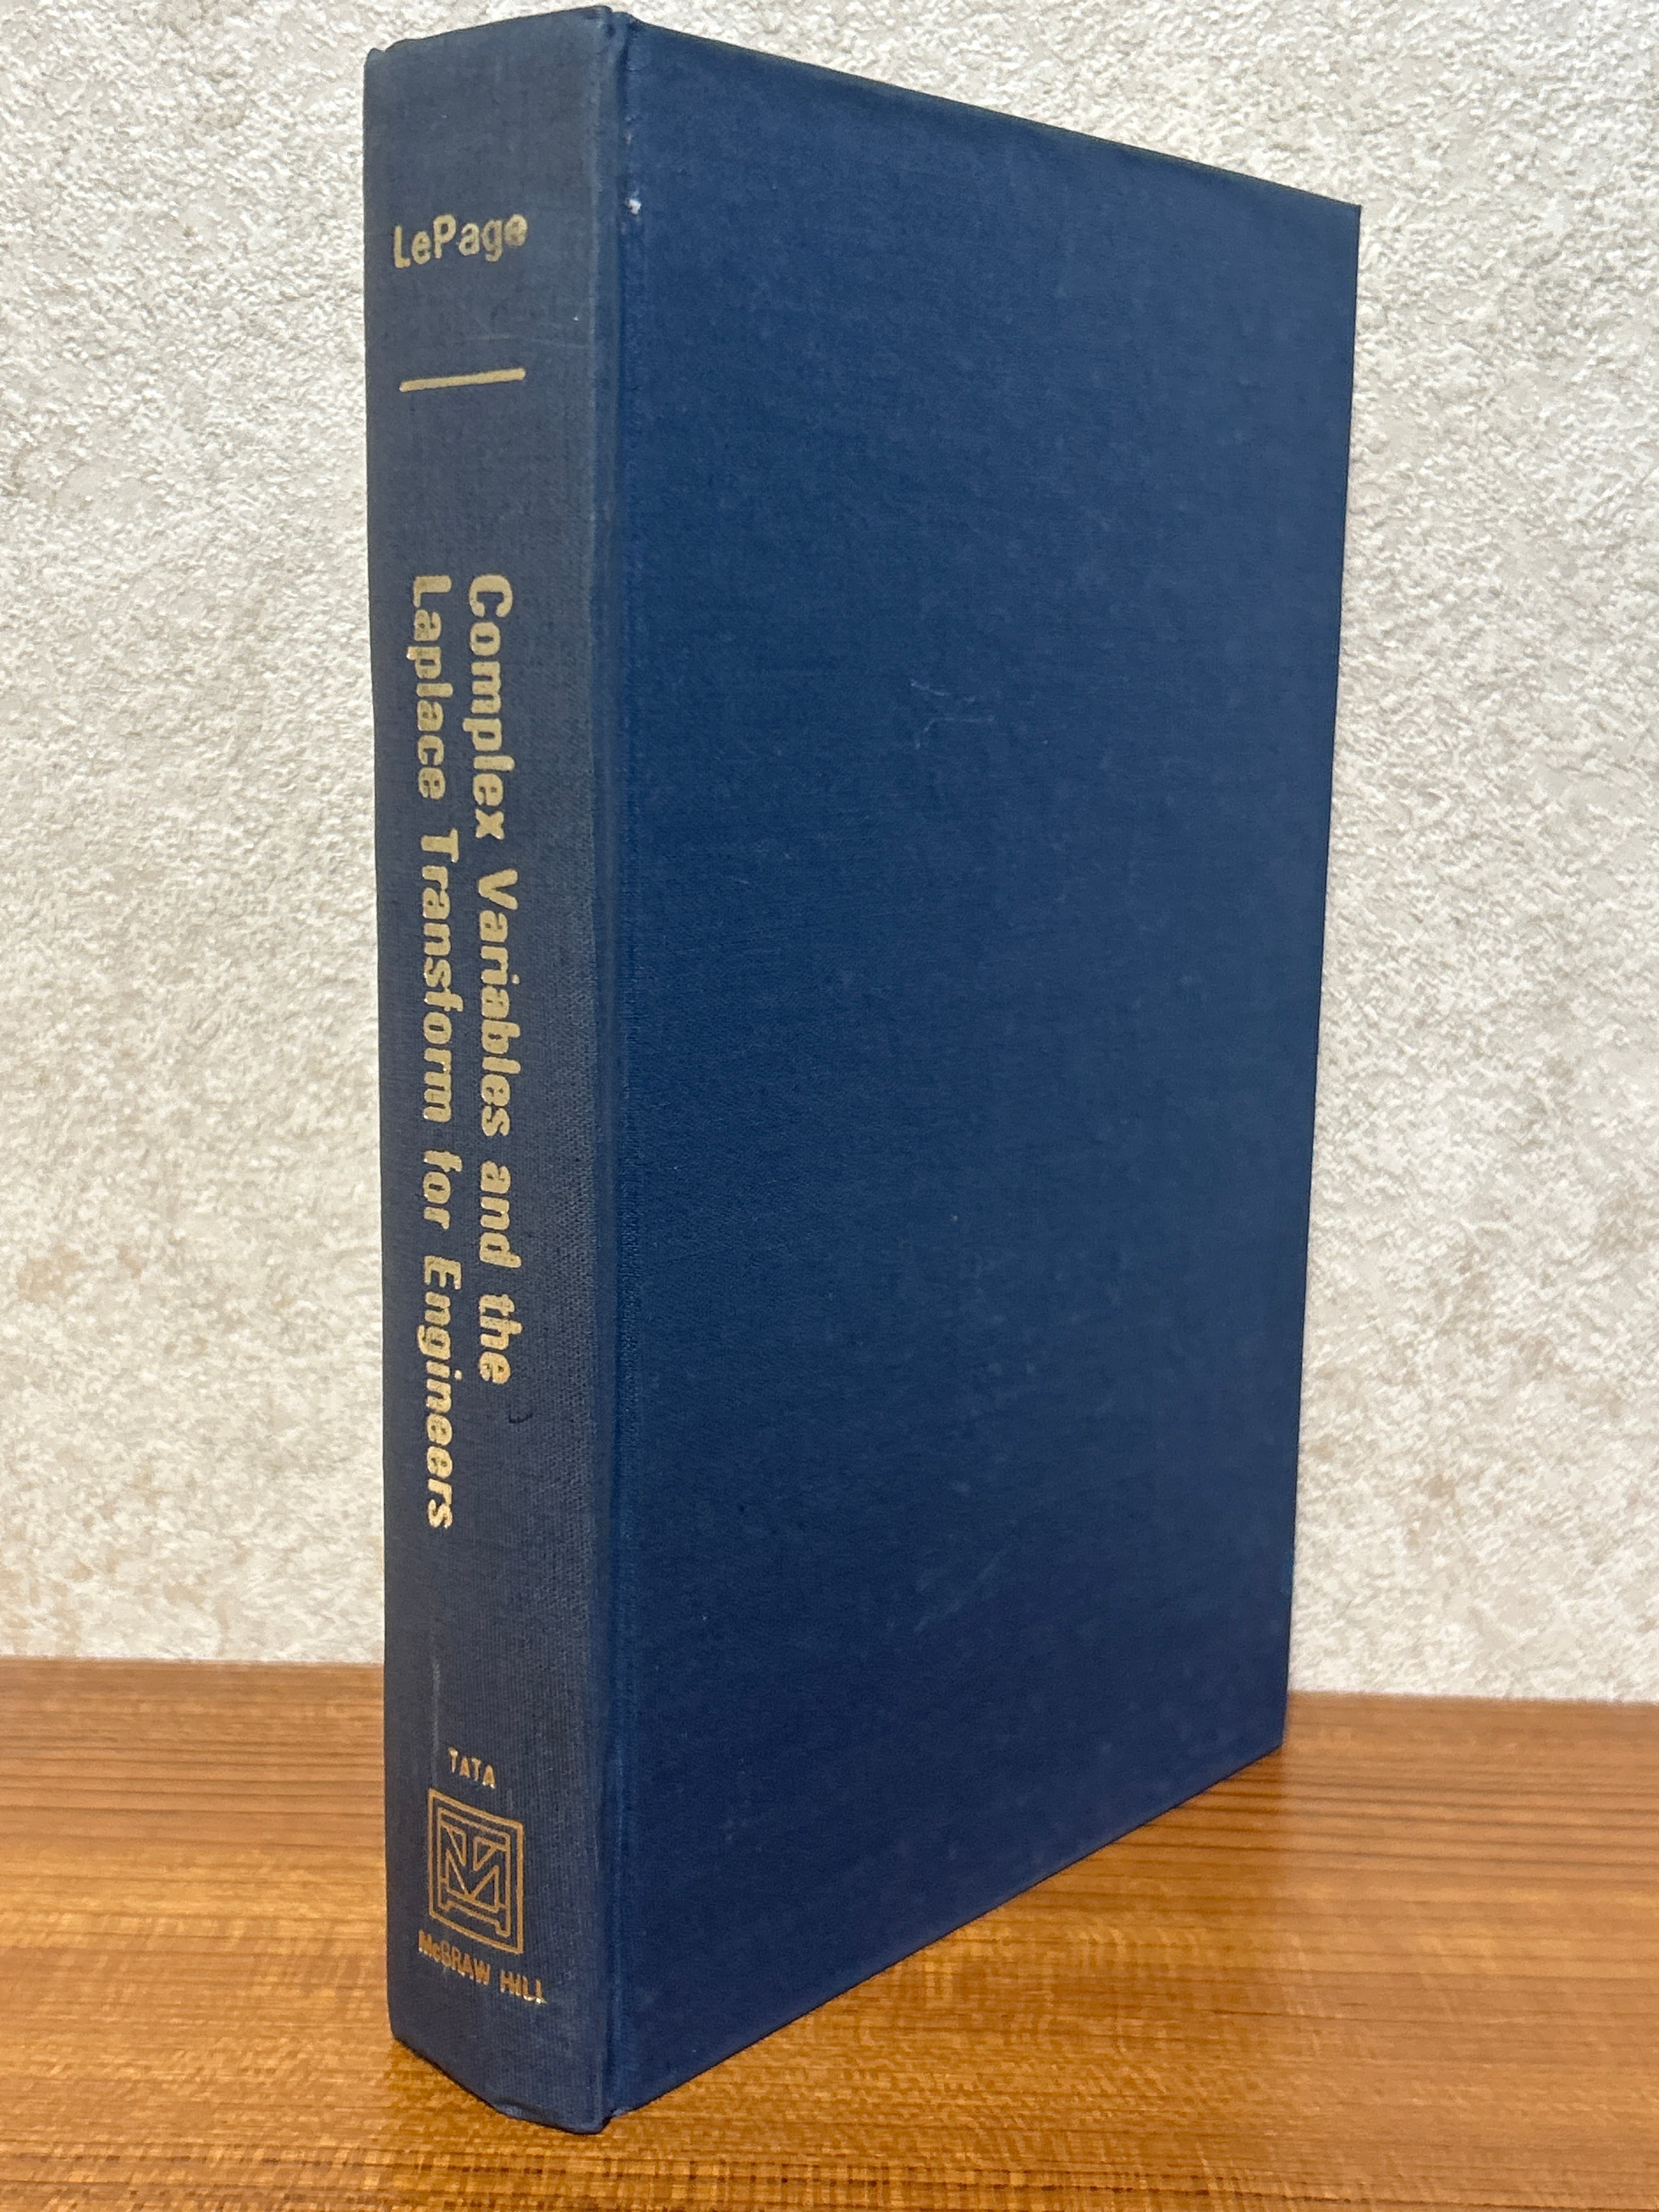 LePage
Complex Variables and the
Laplace Transform for Engineers
TATA
McGRAW HILL